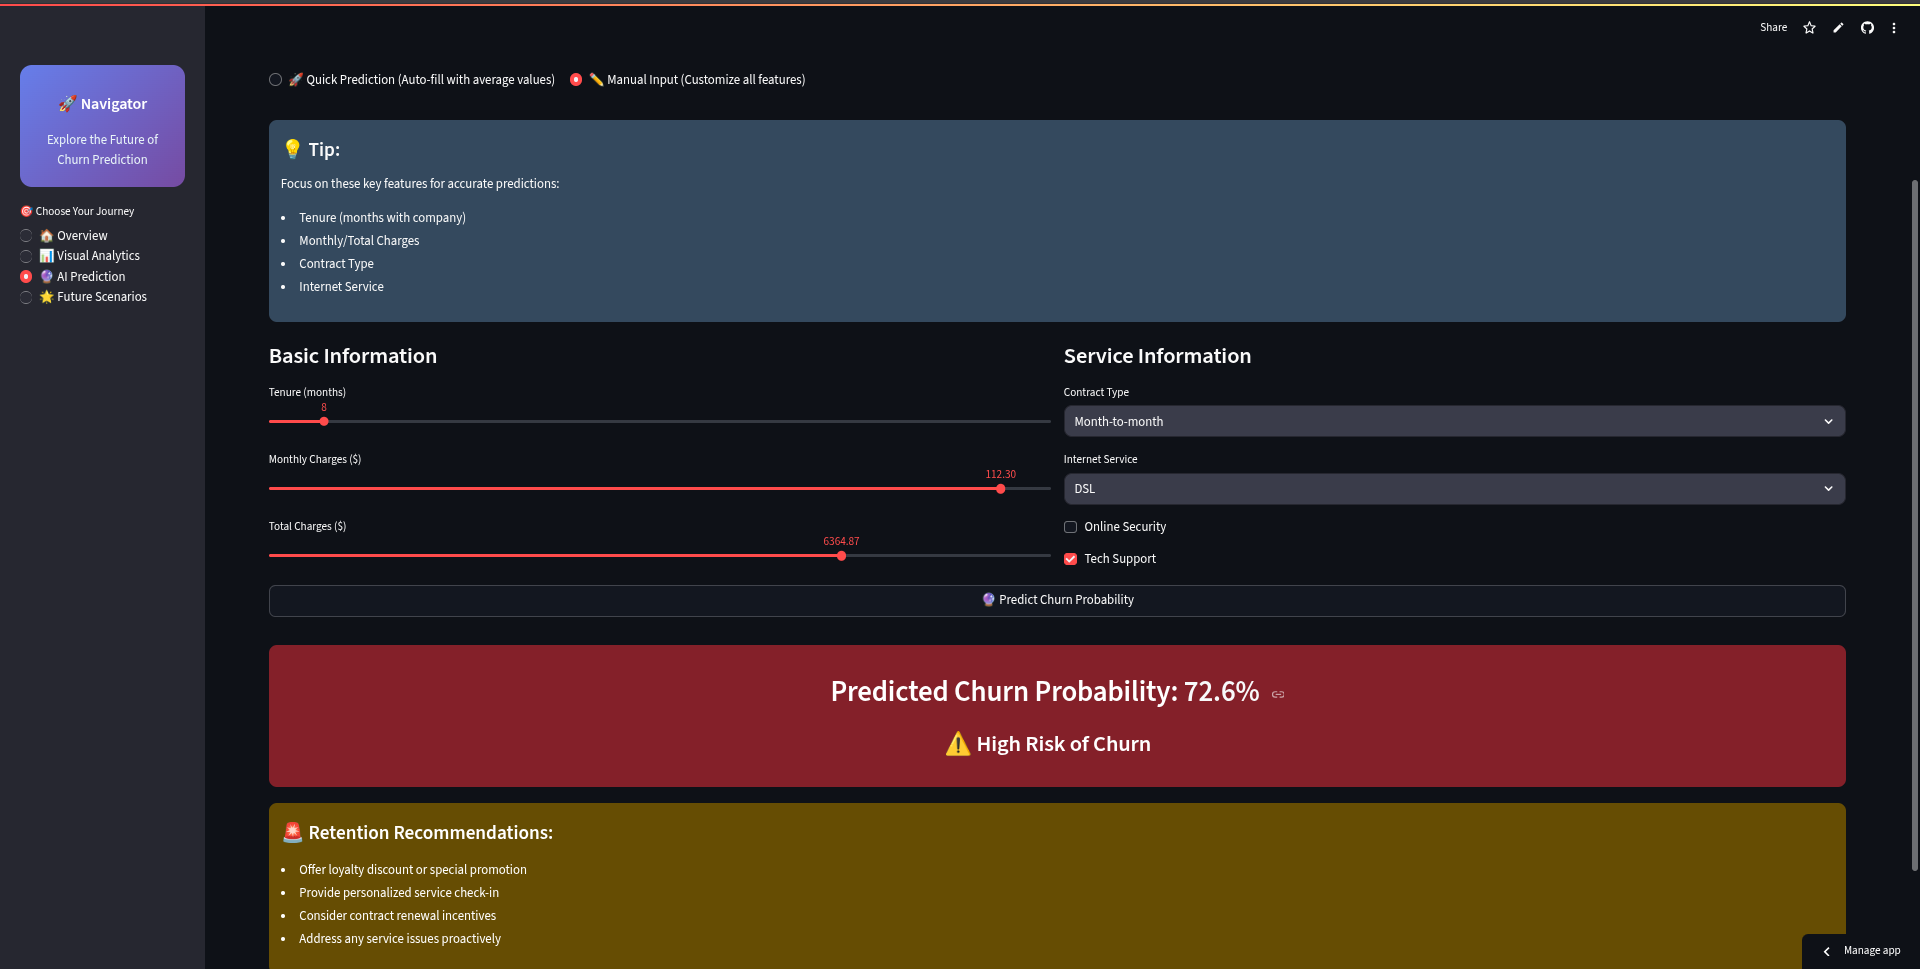 Share
🚀 Navigator
Explore the Future of
Churn Prediction
🎯 Choose Your Journey
🏠 Overview
📊 Visual Analytics
🔮 AI Prediction
🌟 Future Scenarios
🚀 Quick Prediction (Auto-fill with average values) ✏️ Manual Input (Customize all features)
💡 Tip:
Focus on these key features for accurate predictions:
• Tenure (months with company)
• Monthly/Total Charges
• Contract Type
• Internet Service
Basic Information
Tenure (months)
8
Monthly Charges ($)
112.30
Total Charges ($)
6364.87
Service Information
Contract Type
Month-to-month
Internet Service
DSL
Online Security
Tech Support
🔮 Predict Churn Probability
Predicted Churn Probability: 72.6%
⚠️ High Risk of Churn
🚨 Retention Recommendations:
• Offer loyalty discount or special promotion
• Provide personalized service check-in
• Consider contract renewal incentives
• Address any service issues proactively
Manage app